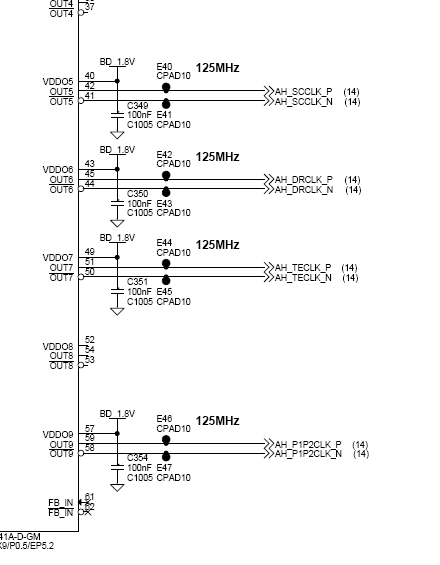 OUT4
OUT4 37
BD_1.8V E40 125MHz
CPAD10
VDDO5 40
OUT5 42 AH_SCCLK_P (14)
OUT5 41 AH_SCCLK_N (14)
C349 E41
100nF CPAD10
C1005
BD_1.8V E42 125MHz
CPAD10
VDDO6 43
OUT6 45 AH_DRCLK_P (14)
OUT6 44 AH_DRCLK_N (14)
C350
100nF E43
C1005 CPAD10
BD_1.8V E44 125MHz
CPAD10
VDDO7 49
OUT7 51 AH_TECLK_P (14)
OUT7 50 AH_TECLK_N (14)
C351
100nF E45
C1005 CPAD10
VDDO8 52
OUT8 54
OUT8 53
BD_1.8V E46 125MHz
CPAD10
VDDO9 57
OUT9 59 AH_P1P2CLK_P (14)
OUT9 58 AH_P1P2CLK_N (14)
C354
100nF E47
C1005 CPAD10
FB_IN 61
FB_IN 62
41A-D-GM
X9/P0.5/EP5.2